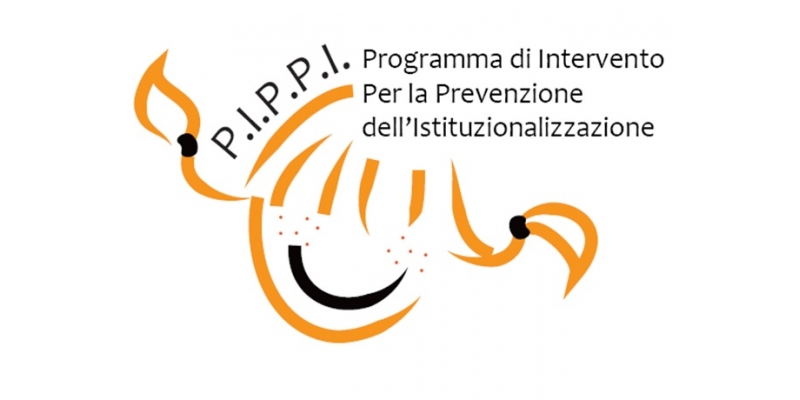 P.I.P.P.I.
Programma di Intervento
Per la Prevenzione
dell'Istituzionalizzazione